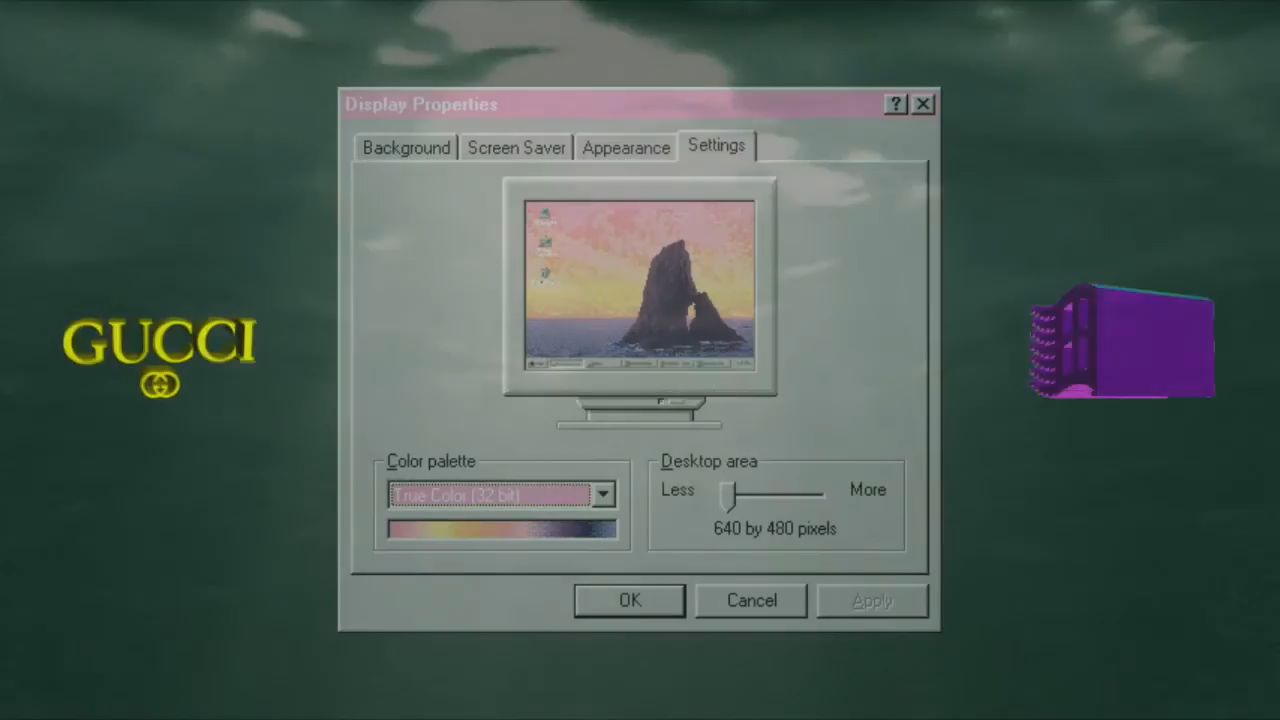 Display Properties
Background
Screen Saver
Appearance
Settings
GUCCI
Color palette
True Color (32 bit)
Desktop area
Less
More
640 by 480 pixels
OK
Cancel
Apply